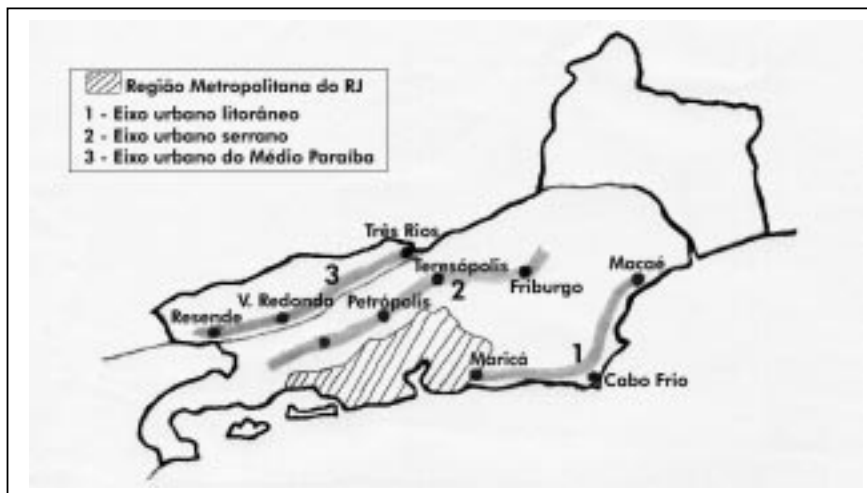 Região Metropolitana do RJ
1 - Eixo urbano litorâneo
2 - Eixo urbano serrano
3 - Eixo urbano do Médio Paraíba
Três Rios
3
Teresópolis
2
Macaé
V. Redonda
Friburgo
Resende
Petrópolis
Maricá
1
Cabo Frio